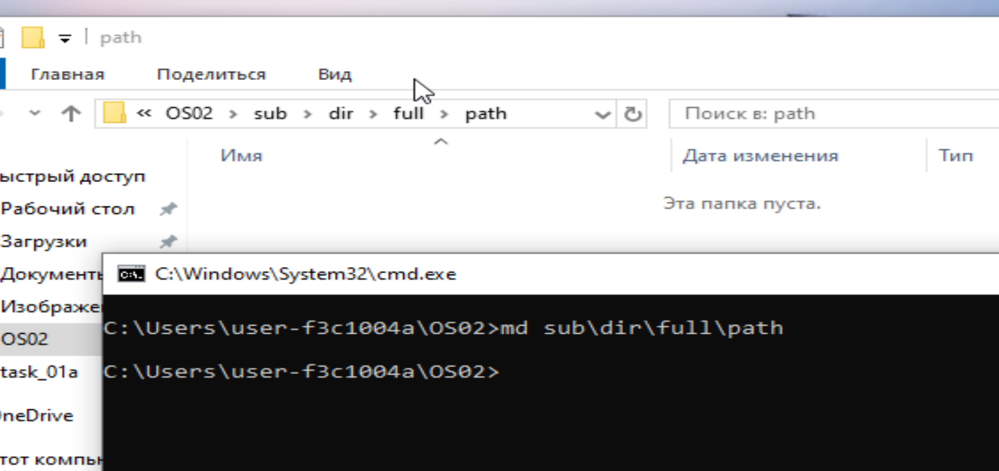 path
Главная Поделиться Вид
« OS02 > sub > dir > full > path Поиск в: path
Имя Дата изменения Тип
ыстрый доступ
Рабочий стол
Эта папка пуста.
Загрузки
Документы
C:\Windows\System32\cmd.exe
Изображе
C:\Users\user-f3c1004a\OS02>md sub\dir\full\path
OS02
task_01a
C:\Users\user-f3c1004a\OS02>
neDrive
тот компьн